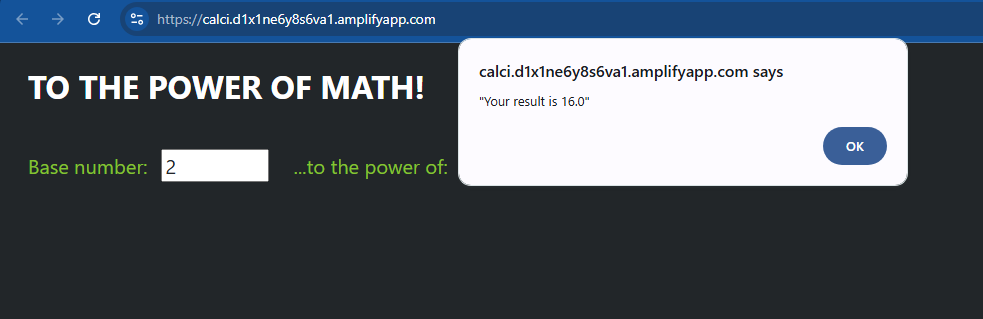 https://calci.d1x1ne6y8s6va1.amplifyapp.com
calci.d1x1ne6y8s6va1.amplifyapp.com says
"Your result is 16.0"
OK
TO THE POWER OF MATH!
Base number: 2 ...to the power of: